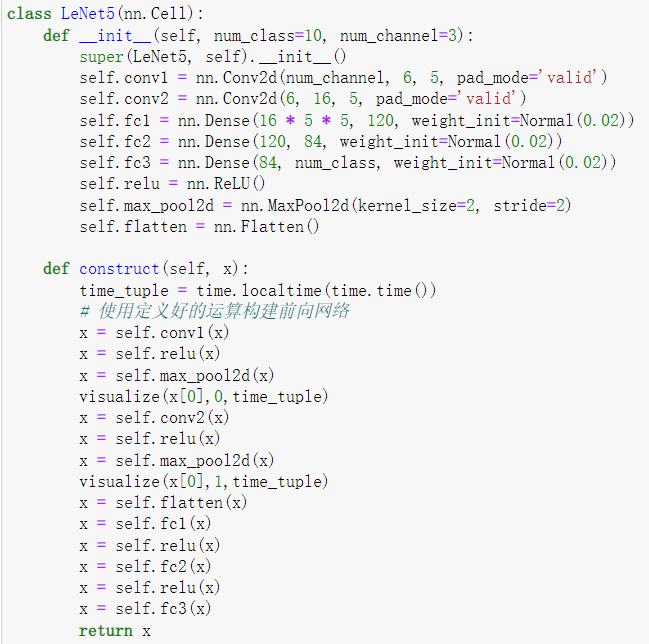 class LeNet5(nn.Cell):
    def __init__(self, num_class=10, num_channel=3):
        super(LeNet5, self).__init__()
        self.conv1 = nn.Conv2d(num_channel, 6, 5, pad_mode='valid')
        self.conv2 = nn.Conv2d(6, 16, 5, pad_mode='valid')
        self.fc1 = nn.Dense(16 * 5 * 5, 120, weight_init=Normal(0.02))
        self.fc2 = nn.Dense(120, 84, weight_init=Normal(0.02))
        self.fc3 = nn.Dense(84, num_class, weight_init=Normal(0.02))
        self.relu = nn.ReLU()
        self.max_pool2d = nn.MaxPool2d(kernel_size=2, stride=2)
        self.flatten = nn.Flatten()

    def construct(self, x):
        time_tuple = time.localtime(time.time())
        # 使用定义好的运算构建前向网络
        x = self.conv1(x)
        x = self.relu(x)
        x = self.max_pool2d(x)
        visualize(x[0],0,time_tuple)
        x = self.conv2(x)
        x = self.relu(x)
        x = self.max_pool2d(x)
        visualize(x[0],1,time_tuple)
        x = self.flatten(x)
        x = self.fc1(x)
        x = self.relu(x)
        x = self.fc2(x)
        x = self.relu(x)
        x = self.fc3(x)
        return x